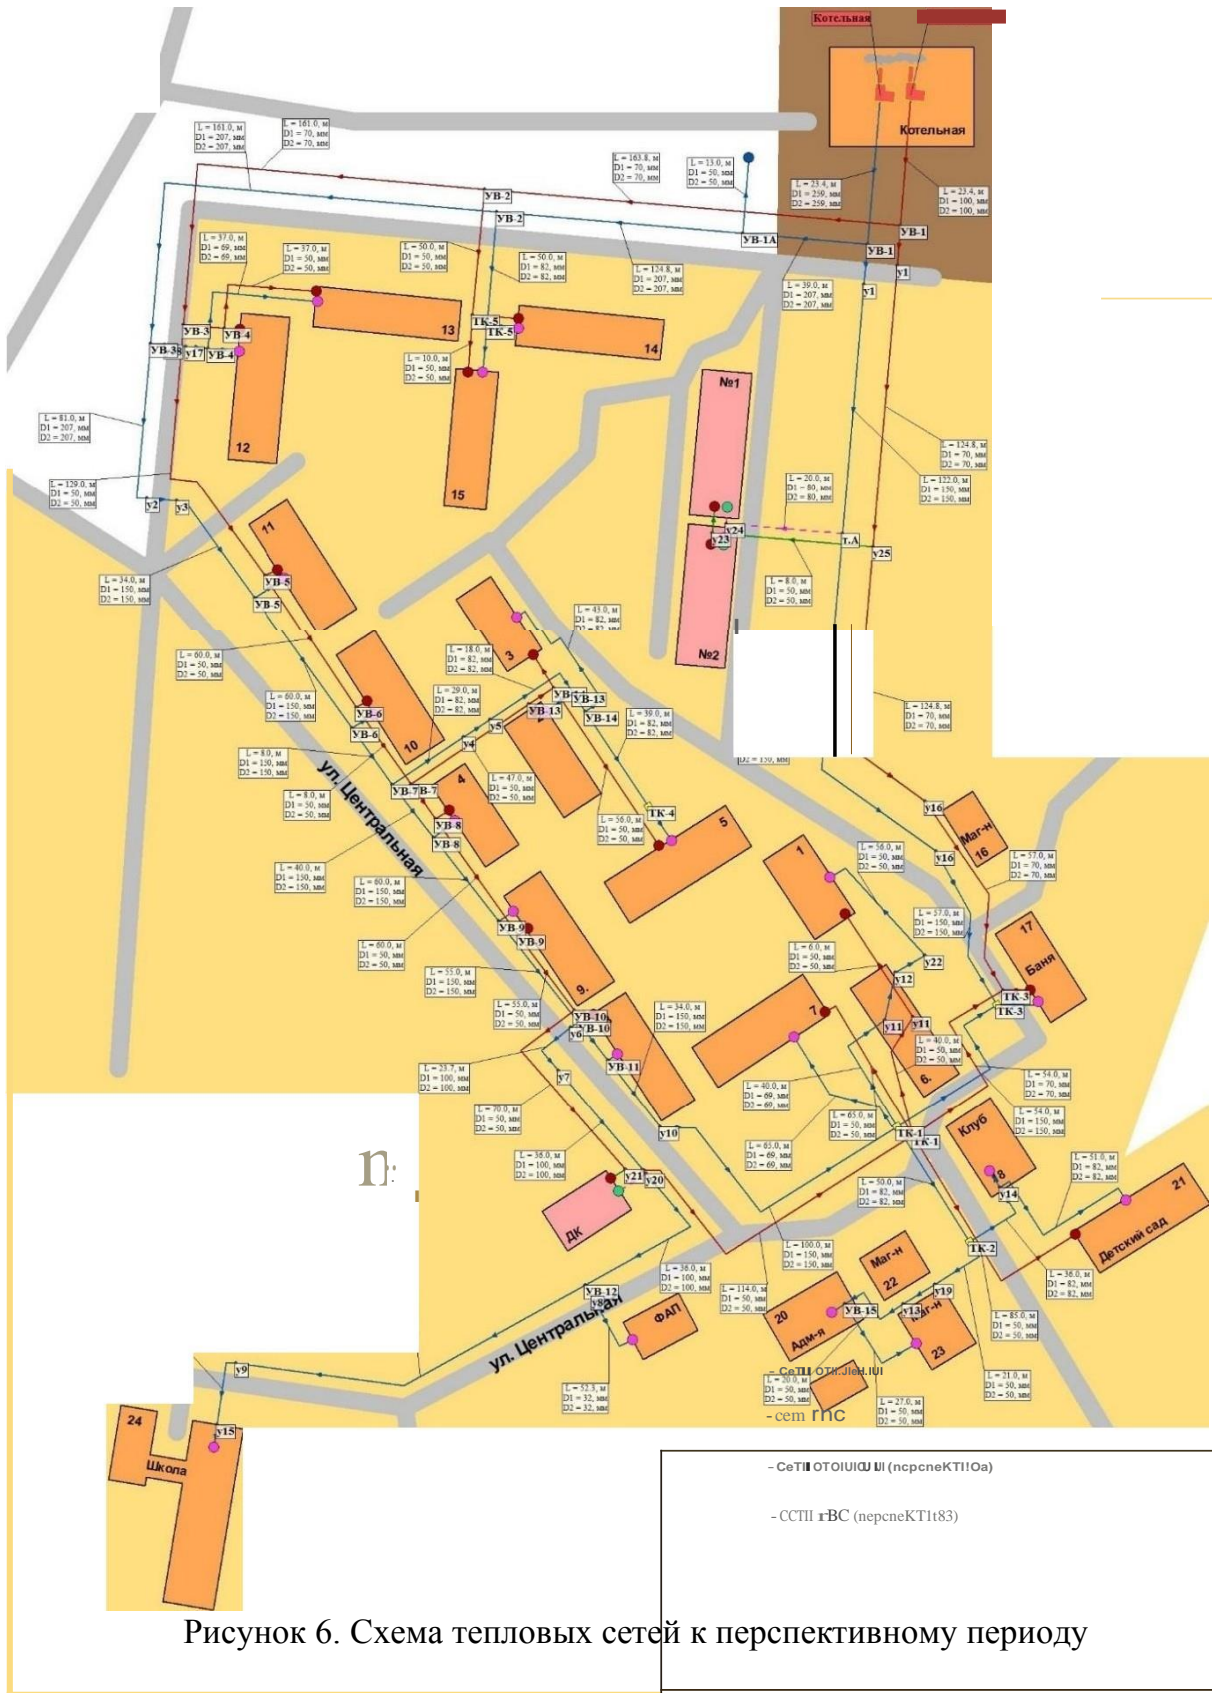 Котельная
Котельная
L = 161.0, м
D1 = 207, мм
D2 = 207, мм
L = 161.0, м
D1 = 70, мм
D2 = 70, мм
L = 163.8, м
D1 = 70, мм
D2 = 70, мм
L = 13.0, м
D1 = 50, мм
D2 = 50, мм
L = 23.4, м
D1 = 259, мм
D2 = 259, мм
L = 23.4, м
D1 = 100, мм
D2 = 100, мм
УВ-2
УВ-2
УВ-1А
УВ-1
УВ-1
у1
у1
L = 37.0, м
D1 = 69, мм
D2 = 69, мм
L = 37.0, м
D1 = 50, мм
D2 = 50, мм
L = 50.0, м
D1 = 50, мм
D2 = 50, мм
L = 50.0, м
D1 = 82, мм
D2 = 82, мм
L = 124.8, м
D1 = 207, мм
D2 = 207, мм
L = 39.0, м
D1 = 207, мм
D2 = 207, мм
УВ-3
УВ-4
13
ТК-5
ТК-5
14
УВ-3
у17
УВ-4
L = 10.0, м
D1 = 50, мм
D2 = 50, мм
№1
L = 81.0, м
D1 = 207, мм
D2 = 207, мм
12
15
L = 124.8, м
D1 = 70, мм
D2 = 70, мм
L = 129.0, м
D1 = 50, мм
D2 = 50, мм
L = 20.0, м
D1 = 80, мм
D2 = 80, мм
L = 122.0, м
D1 = 150, мм
D2 = 150, мм
у2
у3
11
у24
у23
т.А
у25
L = 34.0, м
D1 = 150, мм
D2 = 150, мм
УВ-5
УВ-5
L = 8.0, м
D1 = 50, мм
D2 = 50, мм
L = 43.0, м
D1 = 82, мм
D2 = 82, мм
№2
L = 60.0, м
D1 = 50, мм
D2 = 50, мм
3
L = 18.0, м
D1 = 82, мм
D2 = 82, мм
L = 60.0, м
D1 = 150, мм
D2 = 150, мм
L = 29.0, м
D1 = 82, мм
D2 = 82, мм
УВ-13
УВ-13
УВ-14
L = 39.0, м
D1 = 82, мм
D2 = 82, мм
L = 124.8, м
D1 = 70, мм
D2 = 70, мм
D2 = 150, мм
УВ-6
УВ-6
10
у5
у4
L = 8.0, м
D1 = 150, мм
D2 = 150, мм
L = 8.0, м
D1 = 50, мм
D2 = 50, мм
ул. Центральная
УВ-7
В-7
4
L = 47.0, м
D1 = 50, мм
D2 = 50, мм
УВ-8
УВ-8
L = 56.0, м
D1 = 50, мм
D2 = 50, мм
ТК-4
5
у16
Маг-н
16
у16
L = 40.0, м
D1 = 150, мм
D2 = 150, мм
L = 60.0, м
D1 = 150, мм
D2 = 150, мм
1
L = 56.0, м
D1 = 50, мм
D2 = 50, мм
L = 57.0, м
D1 = 70, мм
D2 = 70, мм
L = 57.0, м
D1 = 150, мм
D2 = 150, мм
17
Баня
L = 60.0, м
D1 = 50, мм
D2 = 50, мм
УВ-9
УВ-9
9.
L = 6.0, м
D1 = 50, мм
D2 = 50, мм
у22
у12
L = 55.0, м
D1 = 150, мм
D2 = 150, мм
L = 55.0, м
D1 = 50, мм
D2 = 50, мм
L = 34.0, м
D1 = 150, мм
D2 = 150, мм
ТК-3
ТК-3
УВ-10
УВ-10
у6
7
у11
у11
6.
L = 40.0, м
D1 = 50, мм
D2 = 50, мм
УВ-11
у7
L = 23.7, м
D1 = 100, мм
D2 = 100, мм
L = 40.0, м
D1 = 69, мм
D2 = 69, мм
L = 54.0, м
D1 = 70, мм
D2 = 70, мм
L = 70.0, м
D1 = 50, мм
D2 = 50, мм
L = 65.0, м
D1 = 50, мм
D2 = 50, мм
L = 54.0, м
D1 = 150, мм
D2 = 150, мм
у10
L = 65.0, м
D1 = 69, мм
D2 = 69, мм
ТК-1
ТК-1
Клуб
18
L = 36.0, м
D1 = 100, мм
D2 = 100, мм
L = 51.0, м
D1 = 82, мм
D2 = 82, мм
у21
у20
L = 50.0, м
D1 = 82, мм
D2 = 82, мм
у14
21
Детский сад
ДК
L = 100.0, м
D1 = 150, мм
D2 = 150, мм
ТК-2
L = 36.0, м
D1 = 100, мм
D2 = 100, мм
L = 114.0, м
D1 = 50, мм
D2 = 50, мм
Маг-н
22
L = 36.0, м
D1 = 82, мм
D2 = 82, мм
УВ-12
у8
ФАП
20
Адм-я
УВ-15
у19
у13
Маг-н
23
L = 85.0, м
D1 = 50, мм
D2 = 50, мм
ул. Центральная
у9
L = 52.3, м
D1 = 32, мм
D2 = 32, мм
L = 20.0, м
D1 = 50, мм
D2 = 50, мм
L = 27.0, м
D1 = 50, мм
D2 = 50, мм
L = 21.0, м
D1 = 50, мм
D2 = 50, мм
24
у15
Школа
- cem rnc
- ССТІІ гВС (nepcneKT1t83)
Рисунок 6. Схема тепловых сетей к перспективному периоду